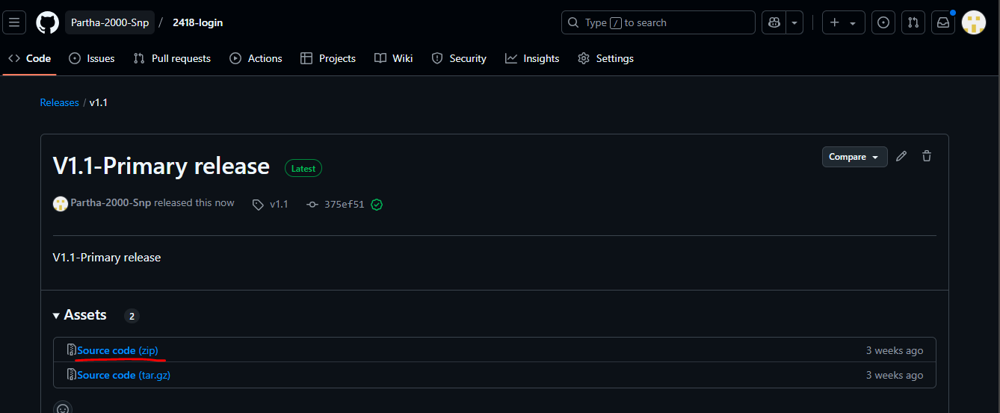 Partha-2000-Snp / 2418-login
Type / to search
Code Issues Pull requests Actions Projects Wiki Security Insights Settings
Releases / v1.1
V1.1-Primary release Latest
Compare
Partha-2000-Snp released this now v1.1 375ef51
V1.1-Primary release
Assets 2
Source code (zip) 3 weeks ago
Source code (tar.gz) 3 weeks ago